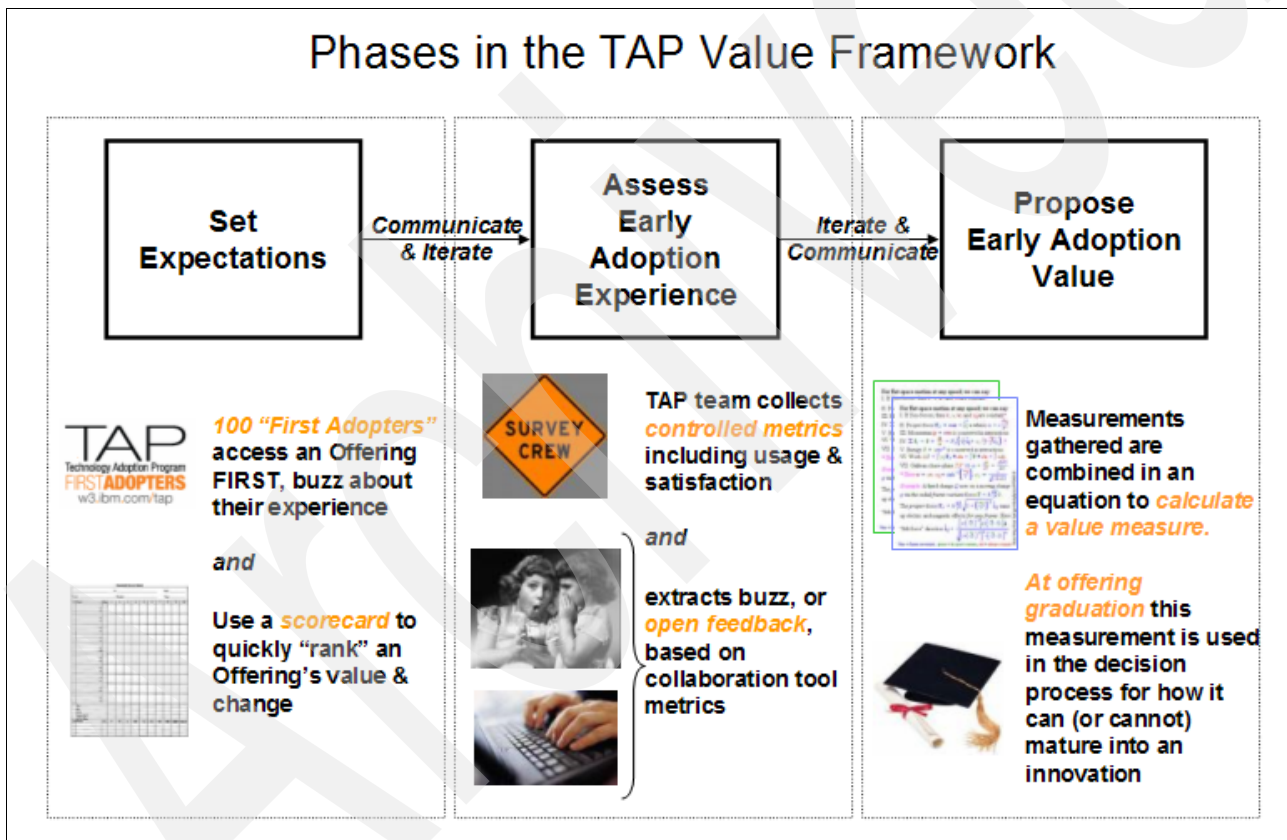 Phases in the TAP Value Framework
Set
Expectations
Communicate
& Iterate
Assess
Early
Adoption
Experience
Iterate &
Communicate
Propose
Early Adoption
Value
TAP
Technology Adoption Program
FIRSTADOPTERS
w3.ibm.com/tap
100 “First Adopters”
access an Offering
FIRST, buzz about
their experience
and
Use a scorecard to
quickly “rank” an
Offering's value &
change
SURVEY
CREW
TAP team collects
controlled metrics
including usage &
satisfaction
and
extracts buzz, or
open feedback,
based on
collaboration tool
metrics
Measurements
gathered are
combined in an
equation to calculate
a value measure.
At offering
graduation this
measurement is used
in the decision
process for how it
can (or cannot)
mature into an
innovation
Archived